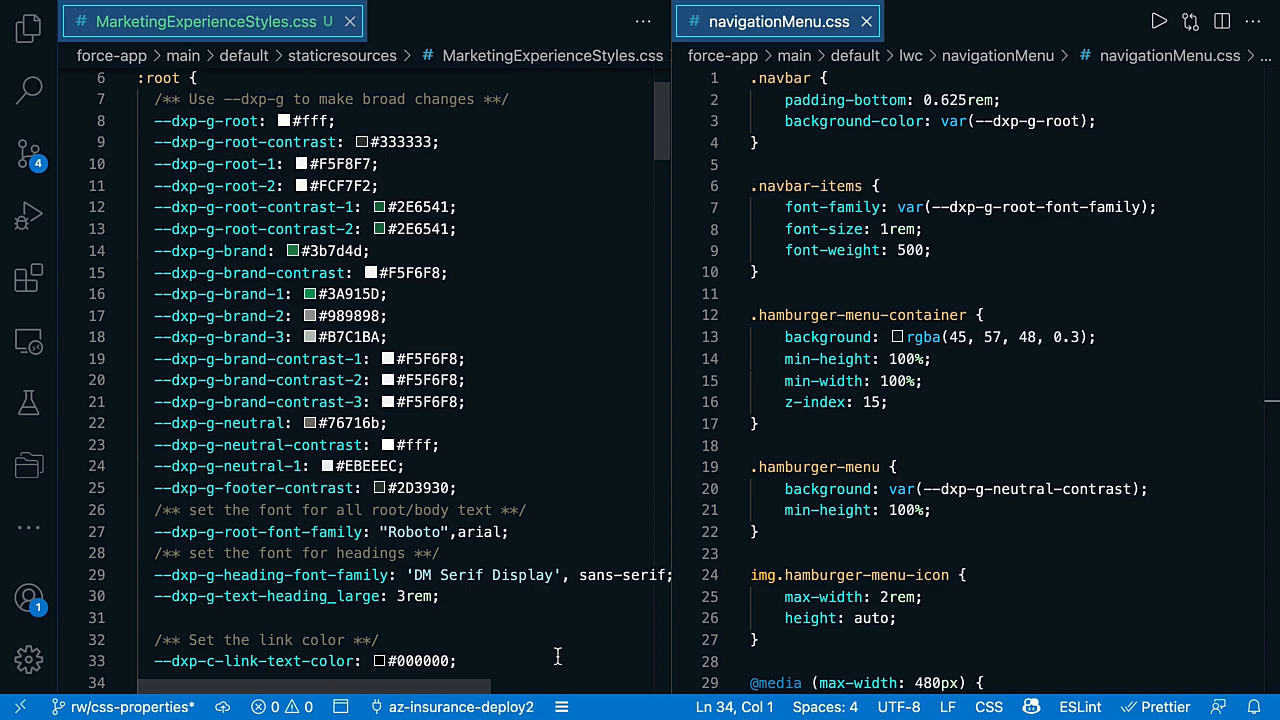 # MarketingExperienceStyles.css U
force-app > main > default > staticresources > # MarketingExperienceStyles.css
6 :root {
7 /** Use --dxp-g to make broad changes **/
8 --dxp-g-root: #fff;
9 --dxp-g-root-contrast: #333333;
10 --dxp-g-root-1: #F5F8F7;
11 --dxp-g-root-2: #FCF7F2;
12 --dxp-g-root-contrast-1: #2E6541;
13 --dxp-g-root-contrast-2: #2E6541;
14 --dxp-g-brand: #3b7d4d;
15 --dxp-g-brand-contrast: #F5F6F8;
16 --dxp-g-brand-1: #3A915D;
17 --dxp-g-brand-2: #989898;
18 --dxp-g-brand-3: #B7C1BA;
19 --dxp-g-brand-contrast-1: #F5F6F8;
20 --dxp-g-brand-contrast-2: #F5F6F8;
21 --dxp-g-brand-contrast-3: #F5F6F8;
22 --dxp-g-neutral: #76716b;
23 --dxp-g-neutral-contrast: #fff;
24 --dxp-g-neutral-1: #EBEEEC;
25 --dxp-g-footer-contrast: #2D3930;
26 /** set the font for all root/body text **/
27 --dxp-g-root-font-family: "Roboto",arial;
28 /** set the font for headings **/
29 --dxp-g-heading-font-family: 'DM Serif Display', sans-serif;
30 --dxp-g-text-heading_large: 3rem;
31
32 /** Set the link color **/
33 --dxp-c-link-text-color: #000000;
34
# navigationMenu.css
force-app > main > default > lwc > navigationMenu > # navigationMenu.css > ...
1 .navbar {
2 padding-bottom: 0.625rem;
3 background-color: var(--dxp-g-root);
4 }
5
6 .navbar-items {
7 font-family: var(--dxp-g-root-font-family);
8 font-size: 1rem;
9 font-weight: 500;
10 }
11
12 .hamburger-menu-container {
13 background: rgba(45, 57, 48, 0.3);
14 min-height: 100%;
15 min-width: 100%;
16 z-index: 15;
17 }
18
19 .hamburger-menu {
20 background: var(--dxp-g-neutral-contrast);
21 min-height: 100%;
22 }
23
24 img.hamburger-menu-icon {
25 max-width: 2rem;
26 height: auto;
27 }
28
29 @media (max-width: 480px) {
4
1
rw/css-properties* 0 0 az-insurance-deploy2 Ln 34, Col 1 Spaces: 4 UTF-8 LF CSS ESLint Prettier